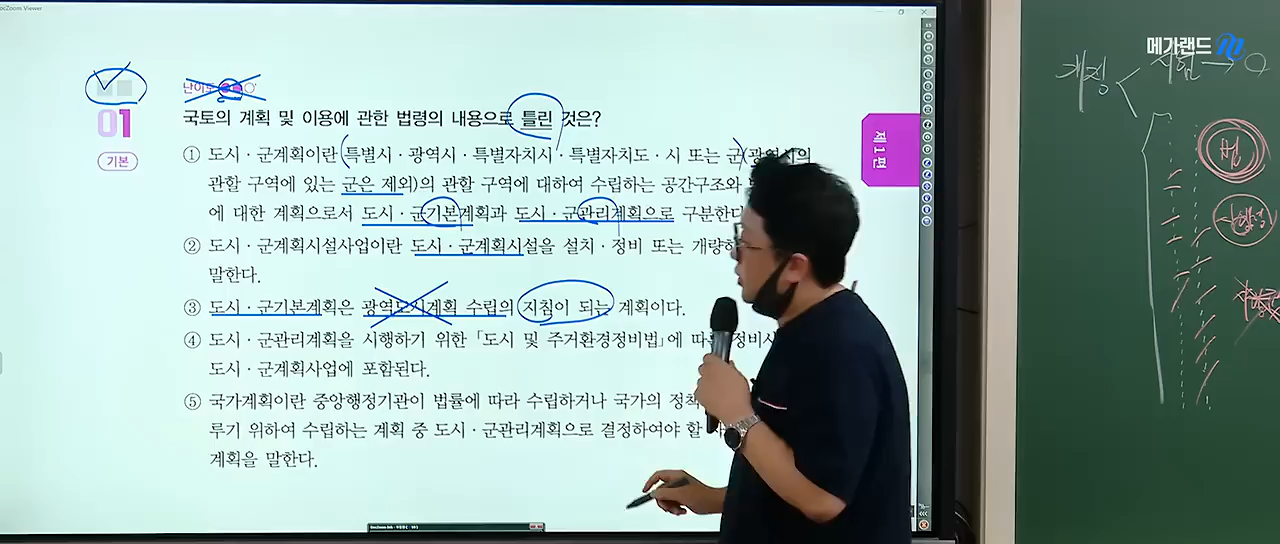 DocZoom Viewer
메가랜드
개정
시험 →
법
난이도
01
국토의 계획 및 이용에 관한 법령의 내용으로 틀린 것은?
기본
제1편
① 도시·군계획이란 특별시·광역시·특별자치시·특별자치도·시 또는 군(광역시의
관할 구역에 있는 군은 제외)의 관할 구역에 대하여 수립하는 공간구조와
에 대한 계획으로서 도시·군기본계획과 도시·군관리계획으로 구분한다
② 도시·군계획시설사업이란 도시·군계획시설을 설치·정비 또는 개량하
말한다.
③ 도시·군기본계획은 광역도시계획 수립의 지침이 되는 계획이다.
④ 도시·군관리계획을 시행하기 위한 「도시 및 주거환경정비법」에 따른 정비사
도시·군계획사업에 포함된다.
⑤ 국가계획이란 중앙행정기관이 법률에 따라 수립하거나 국가의 정책
루기 위하여 수립하는 계획 중 도시·군관리계획으로 결정하여야 할
계획을 말한다.